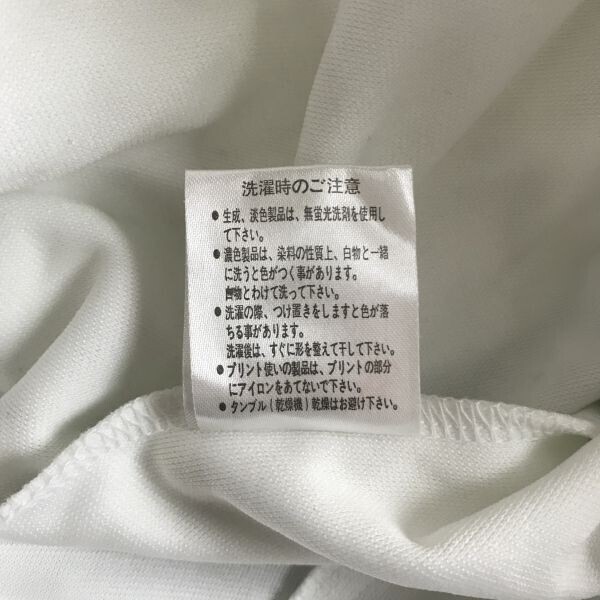 洗濯時のご注意
●生成、淡色製品は、無蛍光洗剤を使用し
て下さい。
●濃色製品は、染料の性質上、白物と一緒
に洗うと色がつく事があります。
白物とわけて洗って下さい。
●洗濯の際、つけ置きをしますと色が落
ちる事があります。
洗濯後は、すぐに形を整えて干して下さい。
●プリント使いの製品は、プリントの部分
にアイロンをあてないで下さい。
●タンブル(乾燥機)乾燥はお避け下さい。